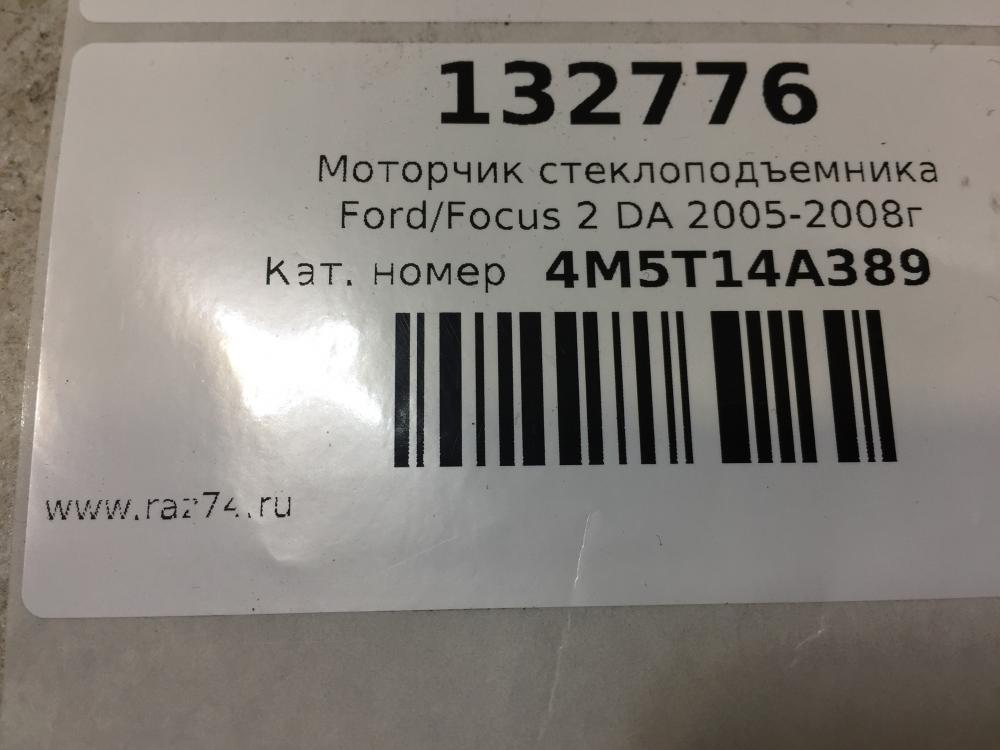 132776
Моторчик стеклоподъемника
Ford/Focus 2 DA 2005-2008г
Кат. номер 4M5T14A389
www.raz74.ru